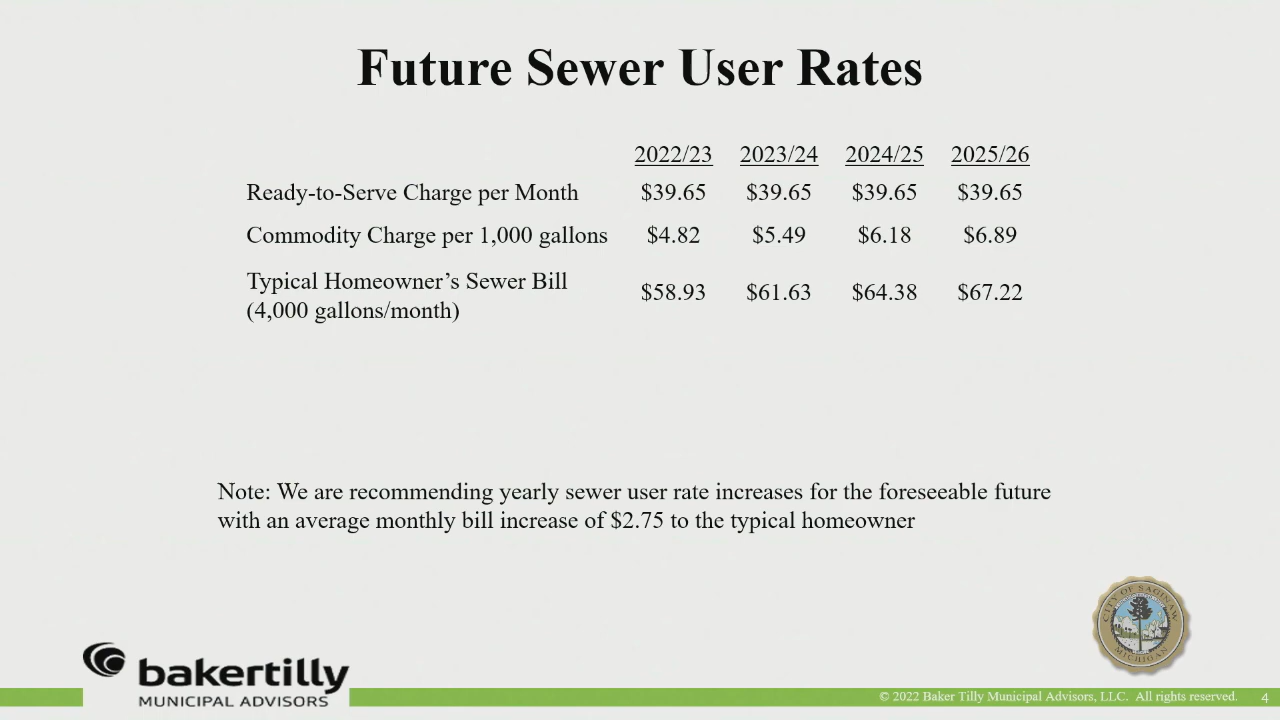 Future Sewer User Rates
2022/23 2023/24 2024/25 2025/26
Ready-to-Serve Charge per Month $39.65 $39.65 $39.65 $39.65
Commodity Charge per 1,000 gallons $4.82 $5.49 $6.18 $6.89
Typical Homeowner’s Sewer Bill
(4,000 gallons/month) $58.93 $61.63 $64.38 $67.22
Note: We are recommending yearly sewer user rate increases for the foreseeable future
with an average monthly bill increase of $2.75 to the typical homeowner
CITY OF SAGINAW
MICHIGAN
bakertilly
MUNICIPAL ADVISORS
© 2022 Baker Tilly Municipal Advisors, LLC. All rights reserved. 4